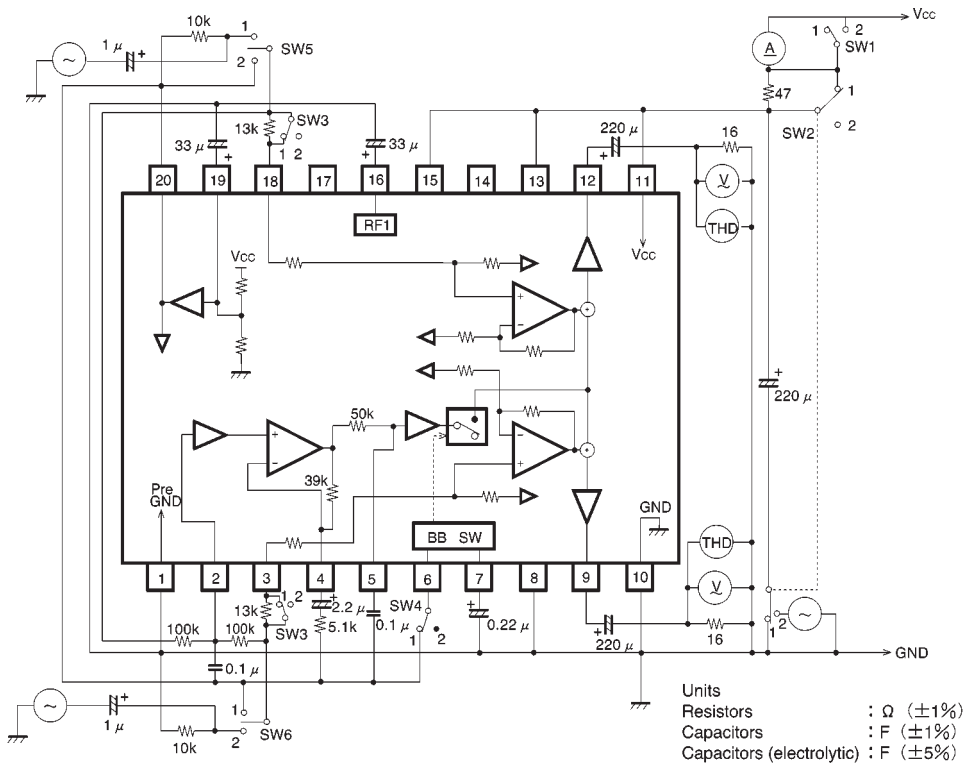 10k
1
2
SW5
1 μ
+
~
Vcc
A
1
2
SW1
47
1
SW2
2
33 μ
+
13k
SW3
1
2
33 μ
+
220 μ
+
16
V
THD
20
19
18
17
16
15
14
13
12
11
RF1
Vcc
Vcc
+
−
+
220 μ
50k
+
−
39k
−
+
Pre
GND
BB SW
GND
1
2
3
4
5
6
7
8
9
10
THD
V
16
220 μ
+
1
2
~
13k
1
2
SW3
+
2.2 μ
5.1k
0.1 μ
SW4
1
2
+
0.22 μ
100k
100k
0.1 μ
GND
~
1 μ
+
10k
1
2
SW6
Units
Resistors : Ω (±1%)
Capacitors : F (±1%)
Capacitors (electrolytic) : F (±5%)